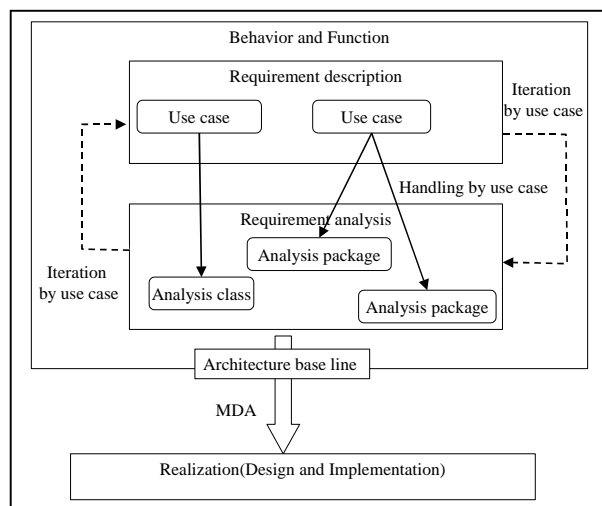 Behavior and Function
Requirement description
Iteration
by use case
Use case
Use case
Handling by use case
Requirement analysis
Analysis package
Iteration
by use case
Analysis class
Analysis package
Architecture base line
MDA
Realization(Design and Implementation)